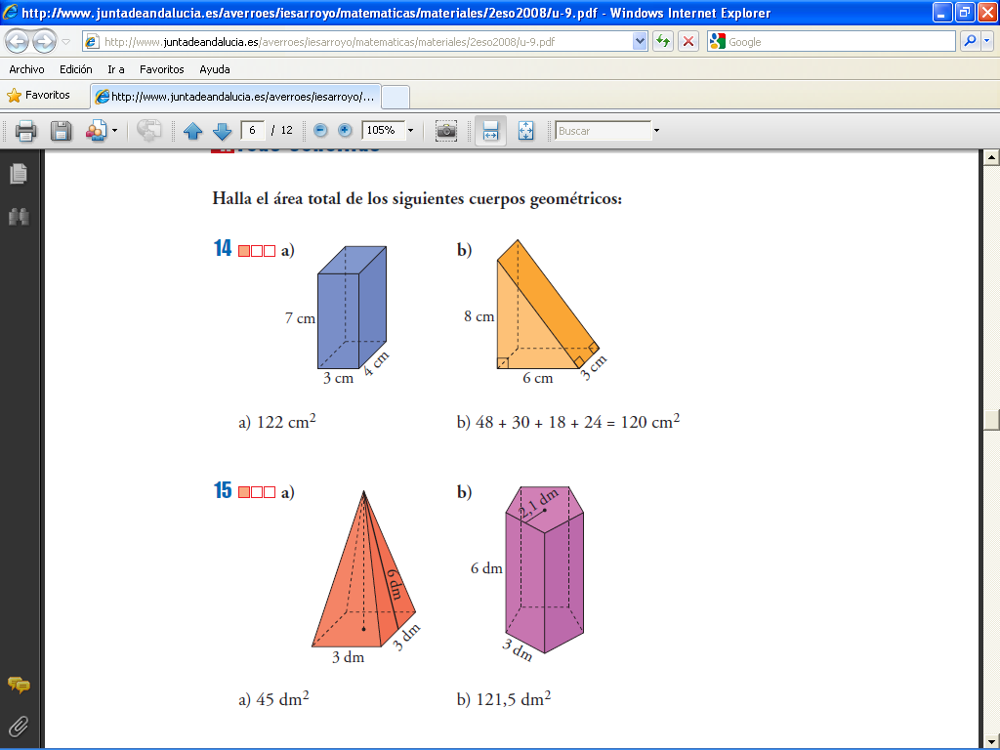 http://www.juntadeandalucia.es/averroes/iesarroyo/matematicas/materiales/2eso2008/u-9.pdf - Windows Internet Explorer
http://www.juntadeandalucia.es/averroes/iesarroyo/matematicas/materiales/2eso2008/u-9.pdf
Google
Archivo Edición Ir a Favoritos Ayuda
Favoritos http://www.juntadeandalucia.es/averroes/iesarroyo/...
6 / 12 105% Buscar
Halla el área total de los siguientes cuerpos geométricos:
14 a) b)
7 cm
3 cm
4 cm
8 cm
6 cm
3 cm
a) 122 cm²
b) 48 + 30 + 18 + 24 = 120 cm²
15 a) b)
6 dm
3 dm
3 dm
2,1 dm
6 dm
3 dm
a) 45 dm²
b) 121,5 dm²